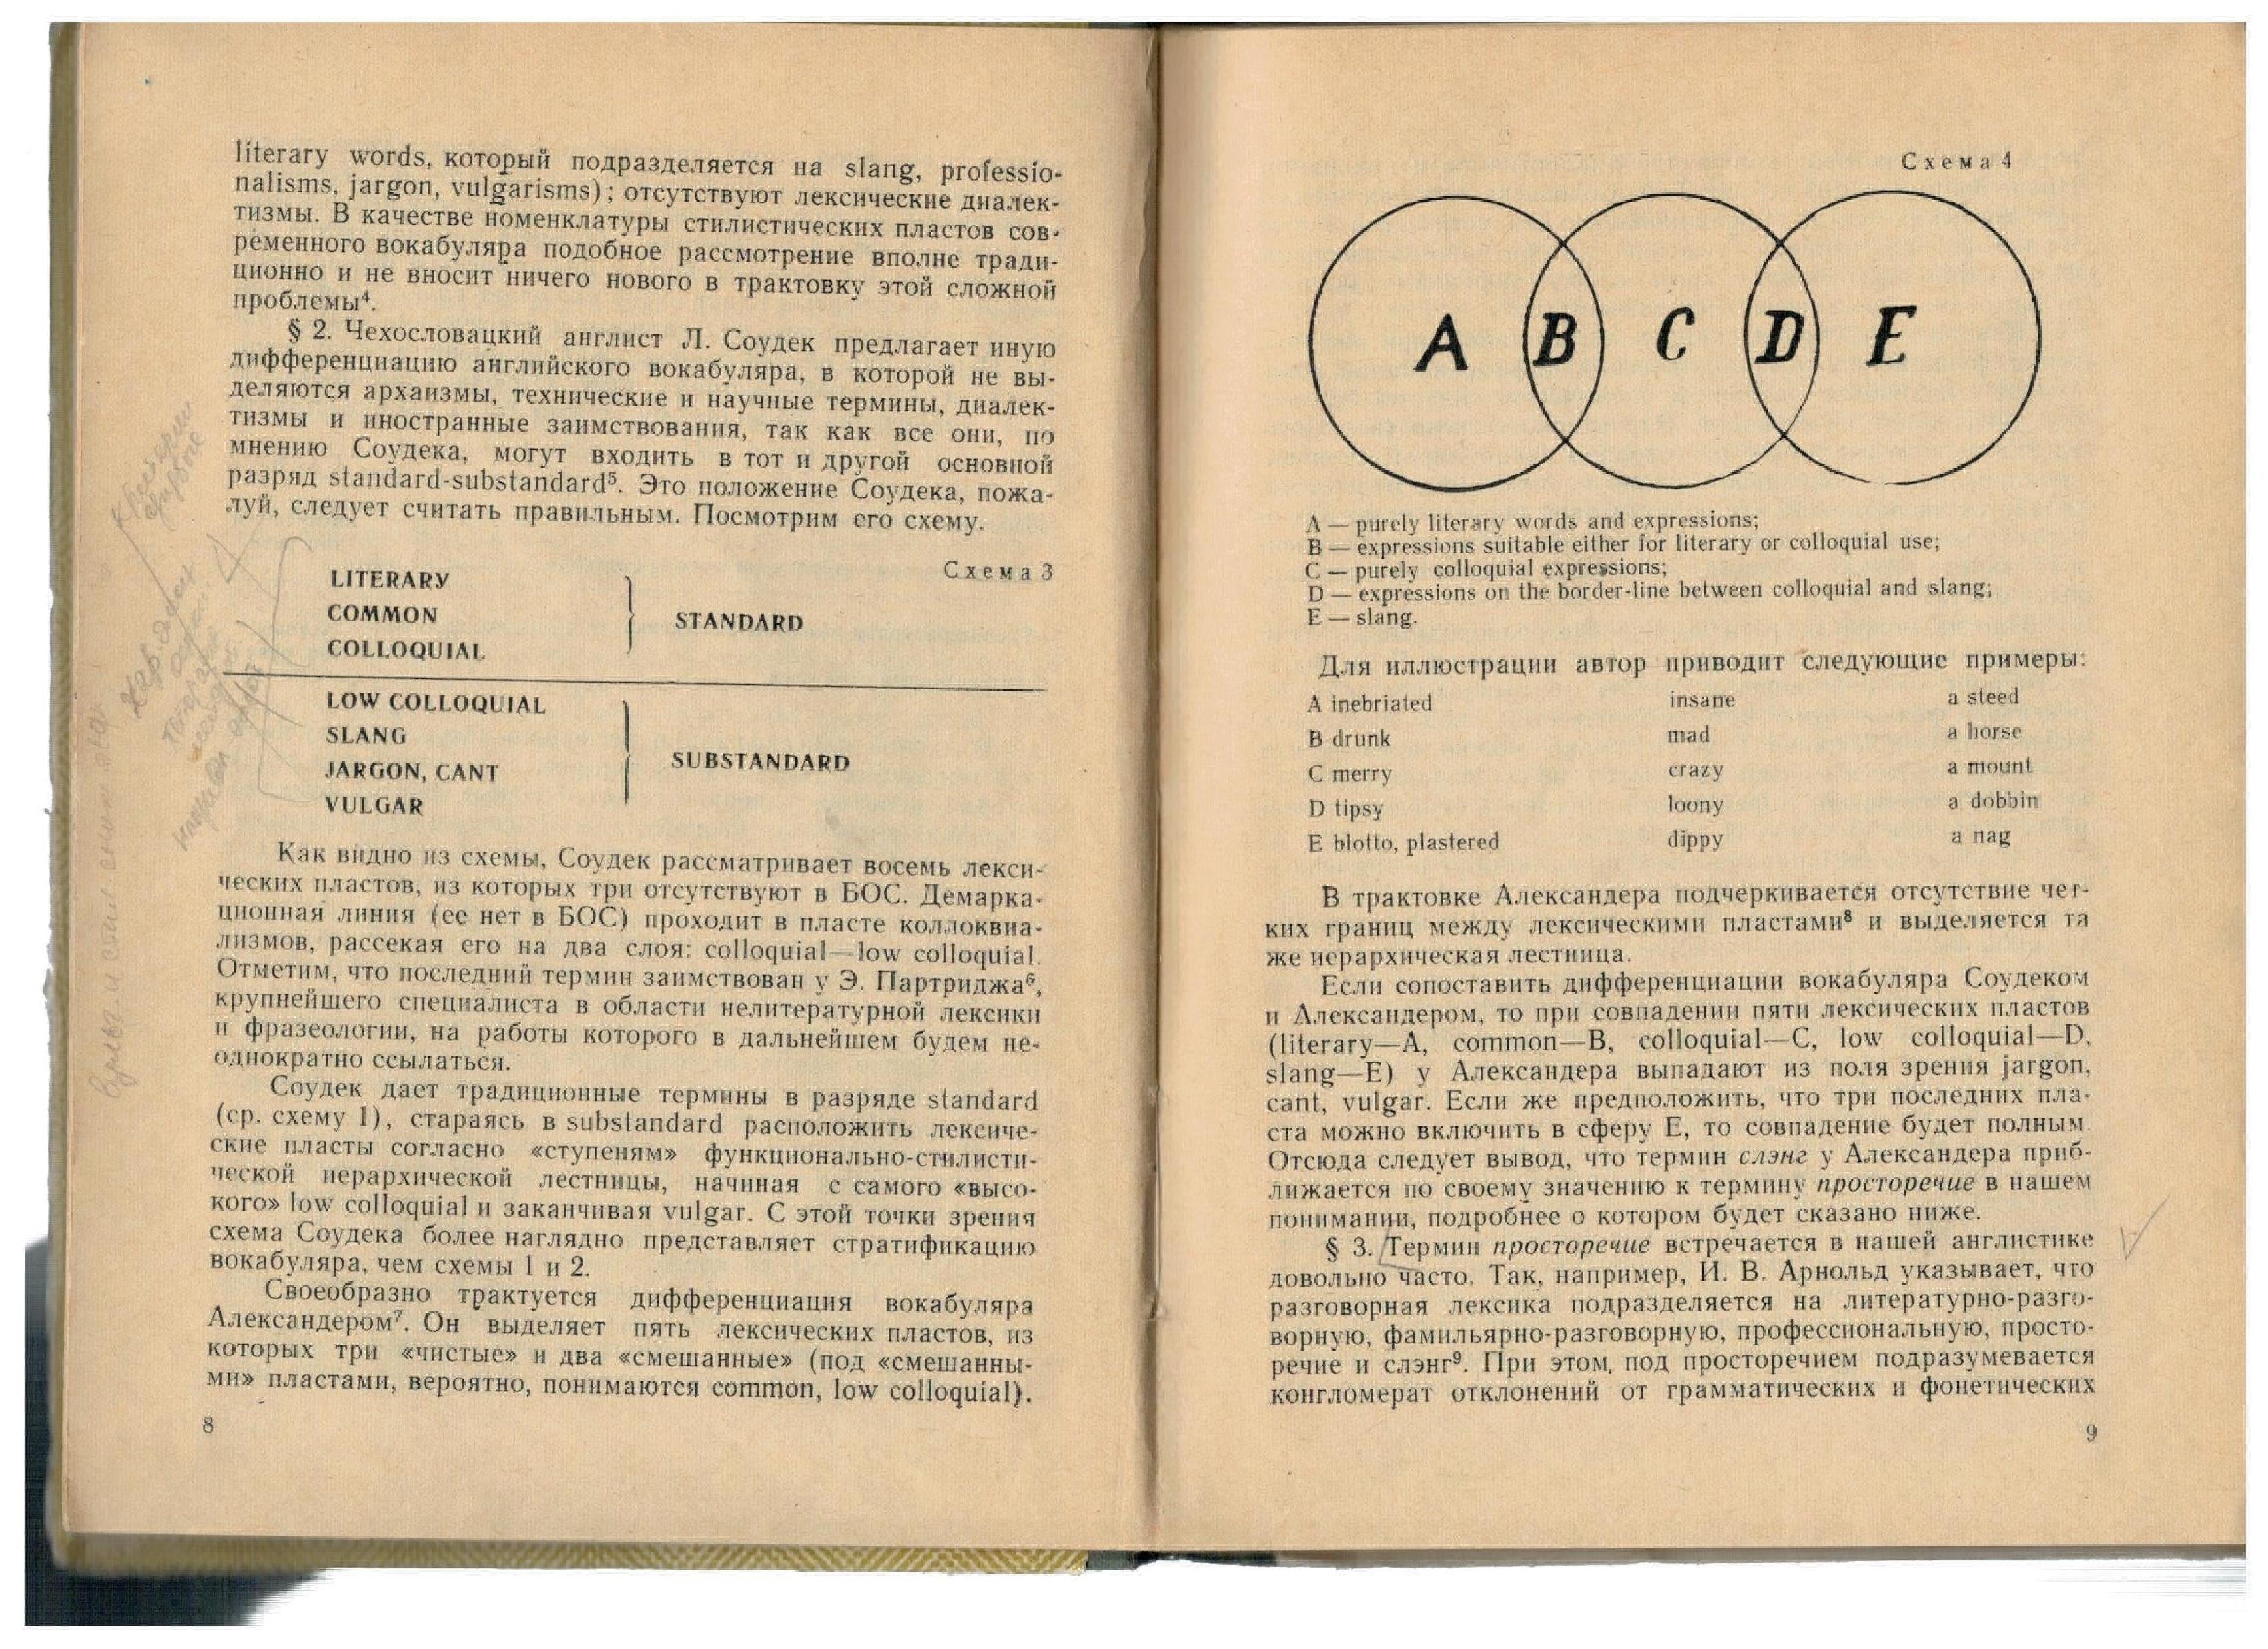 literary words, который подразделяется на slang, professio-
nalisms, jargon, vulgarisms); отсутствуют лексические диалек-
тизмы. В качестве номенклатуры стилистических пластов сов-
ременного вокабуляра подобное рассмотрение вполне тради-
ционно и не вносит ничего нового в трактовку этой сложной
проблемы⁴.
§ 2. Чехословацкий англист Л. Соудек предлагает иную
дифференциацию английского вокабуляра, в которой не вы-
деляются архаизмы, технические и научные термины, диалек-
тизмы и иностранные заимствования, так как все они, по
мнению Соудека, могут входить в тот и другой основной
разряд standard-substandard⁵. Это положение Соудека, пожа-
луй, следует считать правильным. Посмотрим его схему.
Схема 3
LITERARY
COMMON
COLLOQUIAL
STANDARD
LOW COLLOQUIAL
SLANG
JARGON, CANT
VULGAR
SUBSTANDARD
Как видно из схемы, Соудек рассматривает восемь лекси-
ческих пластов, из которых три отсутствуют в БОС. Демарка-
ционная линия (ее нет в БОС) проходит в пласте коллоквиа-
лизмов, рассекая его на два слоя: colloquial—low colloquial.
Отметим, что последний термин заимствован у Э. Партриджа⁶,
крупнейшего специалиста в области нелитературной лексики
и фразеологии, на работы которого в дальнейшем будем не-
однократно ссылаться.
Соудек дает традиционные термины в разряде standard
(ср. схему 1), стараясь в substandard расположить лексиче-
ские пласты согласно «ступеням» функционально-стилисти-
ческой иерархической лестницы, начиная с самого «высо-
кого» low colloquial и заканчивая vulgar. С этой точки зрения
схема Соудека более наглядно представляет стратификацию
вокабуляра, чем схемы 1 и 2.
Своеобразно трактуется дифференциация вокабуляра
Александером⁷. Он выделяет пять лексических пластов, из
которых три «чистые» и два «смешанные» (под «смешанны-
ми» пластами, вероятно, понимаются common, low colloquial).
8
Схема 4
A B C D E
A — purely literary words and expressions;
B — expressions suitable either for literary or colloquial use;
C — purely colloquial expressions;
D — expressions on the border-line between colloquial and slang;
E — slang.
Для иллюстрации автор приводит следующие примеры:
A inebriated insane a steed
B drunk mad a horse
C merry crazy a mount
D tipsy loony a dobbin
E blotto, plastered dippy a nag
В трактовке Александера подчеркивается отсутствие чет-
ких границ между лексическими пластами⁸ и выделяется та
же иерархическая лестница.
Если сопоставить дифференциации вокабуляра Соудеком
и Александером, то при совпадении пяти лексических пластов
(literary—A, common—B, colloquial—C, low colloquial—D,
slang—E) у Александера выпадают из поля зрения jargon,
cant, vulgar. Если же предположить, что три последних пла-
ста можно включить в сферу E, то совпадение будет полным.
Отсюда следует вывод, что термин слэнг у Александера приб-
лижается по своему значению к термину просторечие в нашем
понимании, подробнее о котором будет сказано ниже.
§ 3. Термин просторечие встречается в нашей англистике
довольно часто. Так, например, И. В. Арнольд указывает, что
разговорная лексика подразделяется на литературно-разго-
ворную, фамильярно-разговорную, профессиональную, просто-
речие и слэнг⁹. При этом, под просторечием подразумевается
конгломерат отклонений от грамматических и фонетических
9